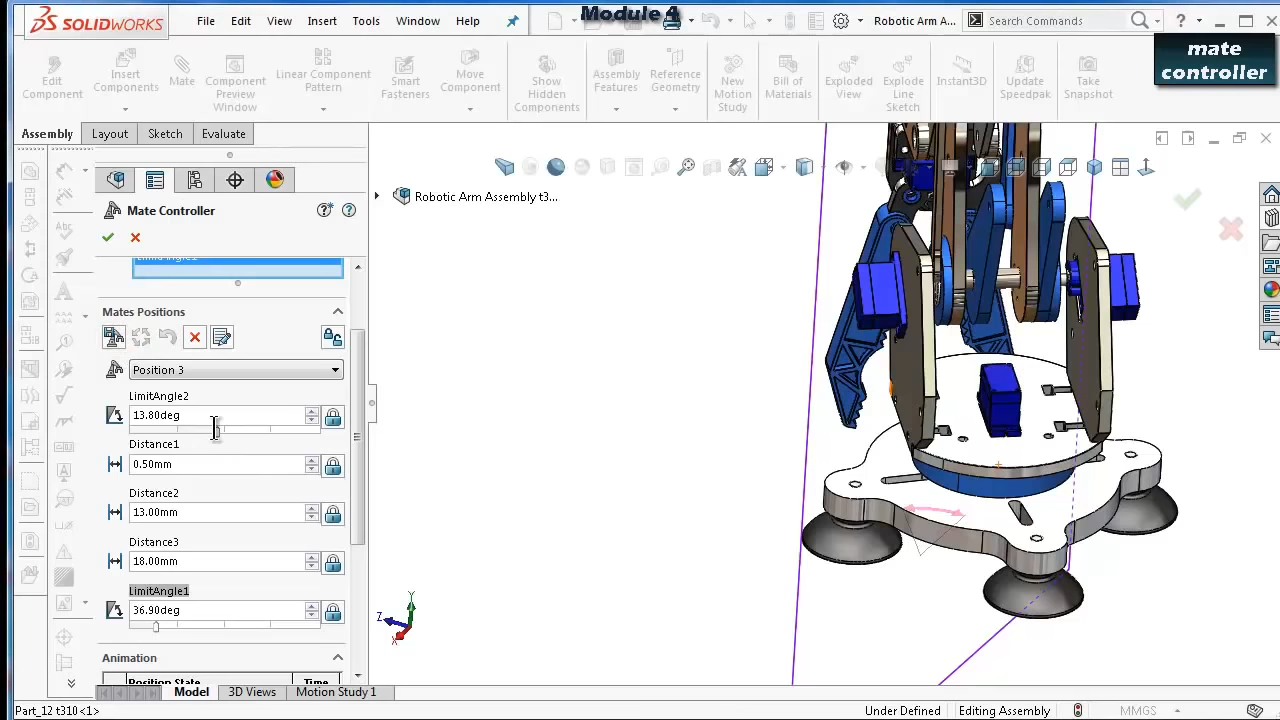 SOLIDWORKS
File Edit View Insert Tools Window Help
Module 4
Robotic Arm A...
Search Commands
mate
controller
Edit
Component
Insert
Components
Mate
Component
Preview
Window
Linear Component
Pattern
Smart
Fasteners
Move
Component
Show
Hidden
Components
Assembly
Features
Reference
Geometry
New
Motion
Study
Bill of
Materials
Exploded
View
Explode
Line
Sketch
Instant3D
Update
Speedpak
Take
Snapshot
Assembly Layout Sketch Evaluate
Robotic Arm Assembly t3...
Mate Controller
LimitAngle1
Mates Positions
Position 3
LimitAngle2
13.80deg
Distance1
0.50mm
Distance2
13.00mm
Distance3
18.00mm
LimitAngle1
36.90deg
Animation
Position State Time
Y
Z
X
Model 3D Views Motion Study 1
Part_12 t310<1> Under Defined Editing Assembly MMGS